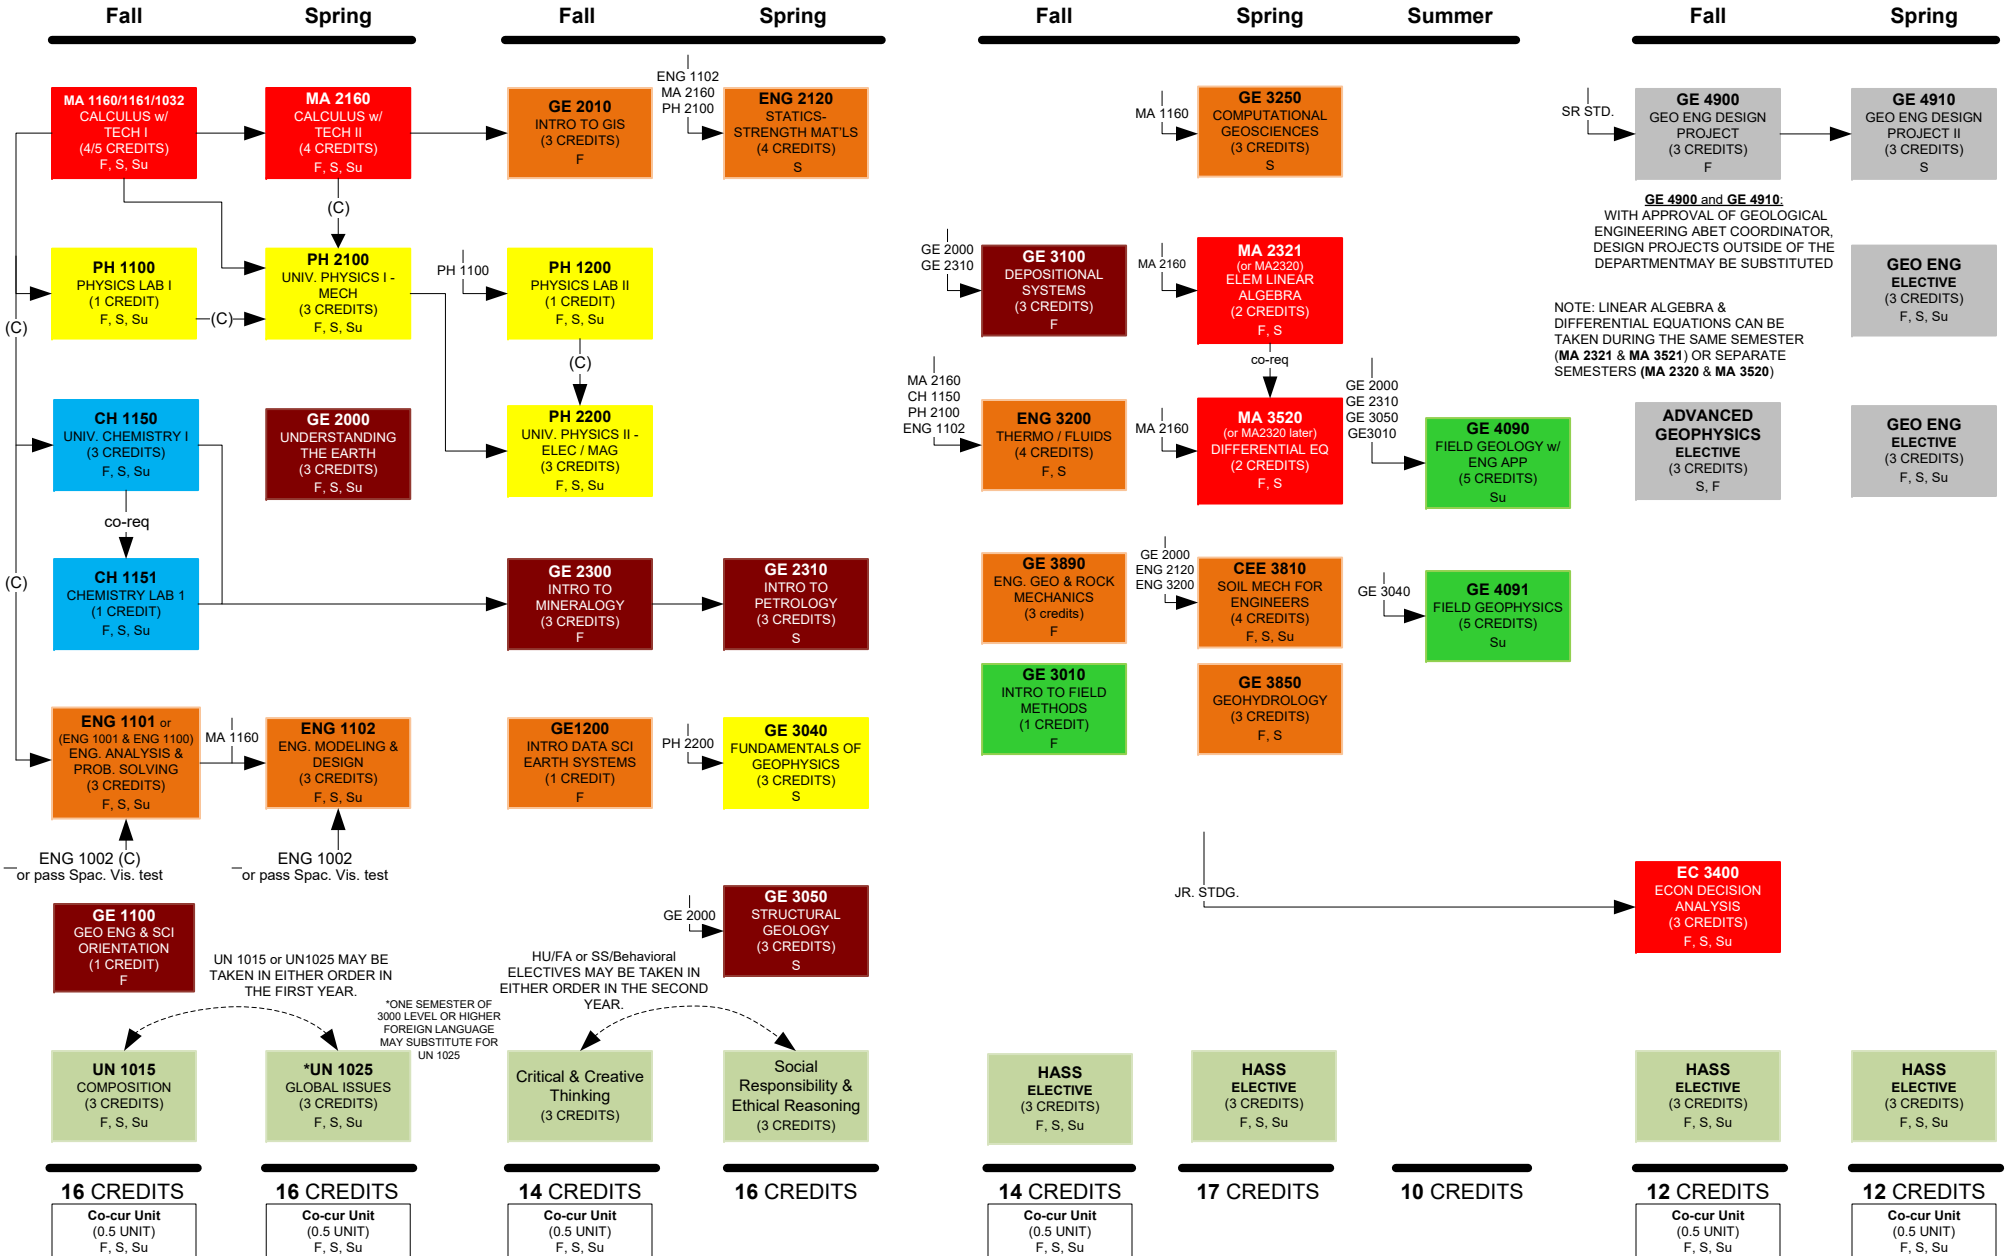 Fall
Spring
Fall
Spring
Fall
Spring
Summer
Fall
Spring
MA 1160/1161/1032
CALCULUS w/
TECH I
(4/5 CREDITS)
F, S, Su
MA 2160
CALCULUS w/
TECH II
(4 CREDITS)
F, S, Su
GE 2010
INTRO TO GIS
(3 CREDITS)
F
ENG 1102
MA 2160
PH 2100
ENG 2120
STATICS-
STRENGTH MAT'LS
(4 CREDITS)
S
MA 1160
GE 3250
COMPUTATIONAL
GEOSCIENCES
(3 CREDITS)
S
SR STD.
GE 4900
GEO ENG DESIGN
PROJECT
(3 CREDITS)
F
GE 4910
GEO ENG DESIGN
PROJECT II
(3 CREDITS)
S
(C)
GE 4900 and GE 4910:
WITH APPROVAL OF GEOLOGICAL
ENGINEERING ABET COORDINATOR,
DESIGN PROJECTS OUTSIDE OF THE
DEPARTMENTMAY BE SUBSTITUTED
PH 1100
PHYSICS LAB I
(1 CREDIT)
F, S, Su
(C)
(C)
PH 2100
UNIV. PHYSICS I -
MECH
(3 CREDITS)
F, S, Su
PH 1100
PH 1200
PHYSICS LAB II
(1 CREDIT)
F, S, Su
(C)
GE 2000
GE 2310
GE 3100
DEPOSITIONAL
SYSTEMS
(3 CREDITS)
F
MA 2160
MA 2321
(or MA2320)
ELEM LINEAR
ALGEBRA
(2 CREDITS)
F, S
co-req
GEO ENG
ELECTIVE
(3 CREDITS)
F, S, Su
NOTE: LINEAR ALGEBRA &
DIFFERENTIAL EQUATIONS CAN BE
TAKEN DURING THE SAME SEMESTER
(MA 2321 & MA 3521) OR SEPARATE
SEMESTERS (MA 2320 & MA 3520)
CH 1150
UNIV. CHEMISTRY I
(3 CREDITS)
F, S, Su
co-req
GE 2000
UNDERSTANDING
THE EARTH
(3 CREDITS)
F, S, Su
PH 2200
UNIV. PHYSICS II -
ELEC / MAG
(3 CREDITS)
F, S, Su
MA 2160
CH 1150
PH 2100
ENG 1102
ENG 3200
THERMO / FLUIDS
(4 CREDITS)
F, S
MA 2160
MA 3520
(or MA2320 later)
DIFFERENTIAL EQ
(2 CREDITS)
F, S
GE 2000
GE 2310
GE 3050
GE3010
GE 4090
FIELD GEOLOGY w/
ENG APP
(5 CREDITS)
Su
ADVANCED
GEOPHYSICS
ELECTIVE
(3 CREDITS)
S, F
GEO ENG
ELECTIVE
(3 CREDITS)
F, S, Su
(C)
CH 1151
CHEMISTRY LAB 1
(1 CREDIT)
F, S, Su
GE 2300
INTRO TO
MINERALOGY
(3 CREDITS)
F
GE 2310
INTRO TO
PETROLOGY
(3 CREDITS)
S
GE 3890
ENG. GEO & ROCK
MECHANICS
(3 credits)
F
GE 2000
ENG 2120
ENG 3200
CEE 3810
SOIL MECH FOR
ENGINEERS
(4 CREDITS)
F, S, Su
GE 3040
GE 4091
FIELD GEOPHYSICS
(5 CREDITS)
Su
GE 3010
INTRO TO FIELD
METHODS
(1 CREDIT)
F
GE 3850
GEOHYDROLOGY
(3 CREDITS)
F, S
ENG 1101 or
(ENG 1001 & ENG 1100)
ENG. ANALYSIS &
PROB. SOLVING
(3 CREDITS)
F, S, Su
MA 1160
ENG 1102
ENG. MODELING &
DESIGN
(3 CREDITS)
F, S, Su
GE1200
INTRO DATA SCI
EARTH SYSTEMS
(1 CREDIT)
F
PH 2200
GE 3040
FUNDAMENTALS OF
GEOPHYSICS
(3 CREDITS)
S
ENG 1002 (C)
or pass Spac. Vis. test
ENG 1002
or pass Spac. Vis. test
JR. STDG.
EC 3400
ECON DECISION
ANALYSIS
(3 CREDITS)
F, S, Su
GE 1100
GEO ENG & SCI
ORIENTATION
(1 CREDIT)
F
GE 2000
GE 3050
STRUCTURAL
GEOLOGY
(3 CREDITS)
S
UN 1015 or UN1025 MAY BE
TAKEN IN EITHER ORDER IN
THE FIRST YEAR.
HU/FA or SS/Behavioral
ELECTIVES MAY BE TAKEN IN
EITHER ORDER IN THE SECOND
YEAR.
*ONE SEMESTER OF
3000 LEVEL OR HIGHER
FOREIGN LANGUAGE
MAY SUBSTITUTE FOR
UN 1025
UN 1015
COMPOSITION
(3 CREDITS)
F, S, Su
*UN 1025
GLOBAL ISSUES
(3 CREDITS)
F, S, Su
Critical & Creative
Thinking
(3 CREDITS)
Social
Responsibility &
Ethical Reasoning
(3 CREDITS)
HASS
ELECTIVE
(3 CREDITS)
F, S, Su
HASS
ELECTIVE
(3 CREDITS)
F, S, Su
HASS
ELECTIVE
(3 CREDITS)
F, S, Su
HASS
ELECTIVE
(3 CREDITS)
F, S, Su
16 CREDITS
16 CREDITS
14 CREDITS
16 CREDITS
14 CREDITS
17 CREDITS
10 CREDITS
12 CREDITS
12 CREDITS
Co-cur Unit
(0.5 UNIT)
F, S, Su
Co-cur Unit
(0.5 UNIT)
F, S, Su
Co-cur Unit
(0.5 UNIT)
F, S, Su
Co-cur Unit
(0.5 UNIT)
F, S, Su
Co-cur Unit
(0.5 UNIT)
F, S, Su
Co-cur Unit
(0.5 UNIT)
F, S, Su